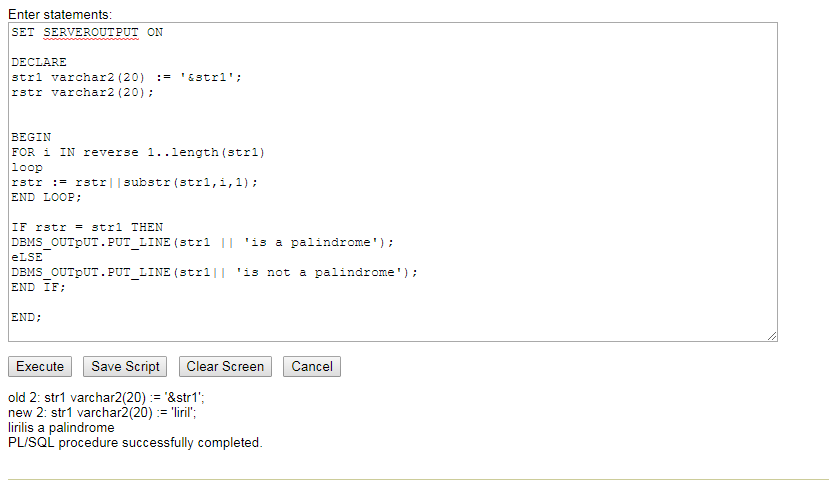 Enter statements:
SET SERVEROUTPUT ON
DECLARE
str1 varchar2(20) := '&str1';
rstr varchar2(20);
BEGIN
FOR i IN reverse 1..length(str1)
loop
rstr := rstr||substr(str1,i,1);
END LOOP;
IF rstr = str1 THEN
DBMS_OUTpUT.PUT_LINE(str1 || 'is a palindrome');
eLSE
DBMS_OUTpUT.PUT_LINE(str1|| 'is not a palindrome');
END IF;
END;
Execute Save Script Clear Screen Cancel
old 2: str1 varchar2(20) := '&str1';
new 2: str1 varchar2(20) := 'liril';
lirilis a palindrome
PL/SQL procedure successfully completed.